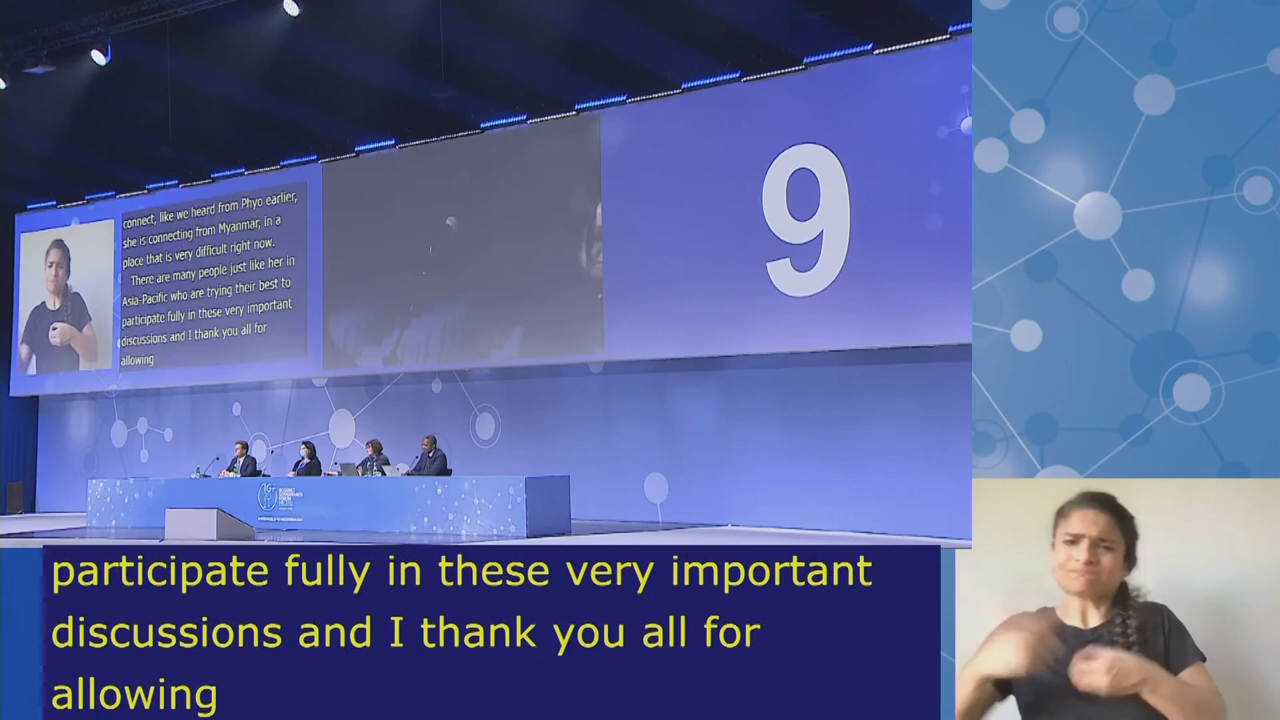 connect, like we heard from Phyo earlier,
she is connecting from Myanmar, in a
place that is very difficult right now.
There are many people just like her in
Asia-Pacific who are trying their best to
participate fully in these very important
discussions and I thank you all for
allowing
9
participate fully in these very important
discussions and I thank you all for
allowing